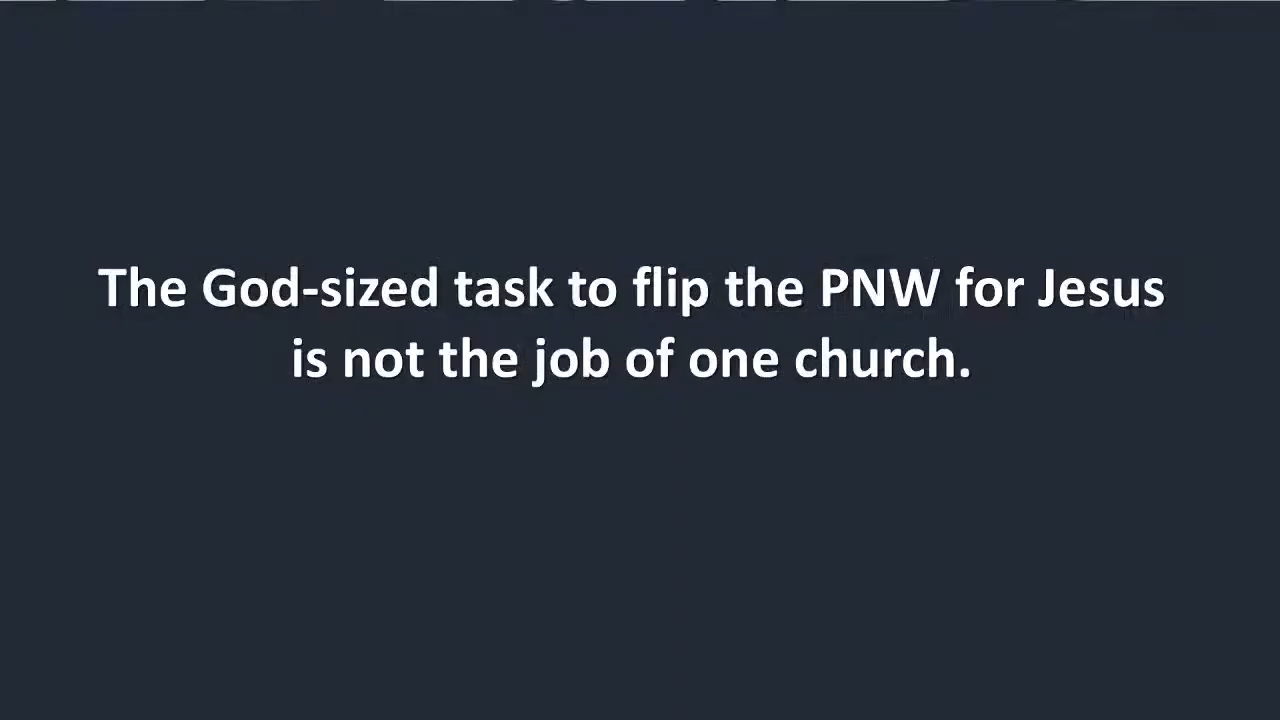 The God-sized task to flip the PNW for Jesus
is not the job of one church.